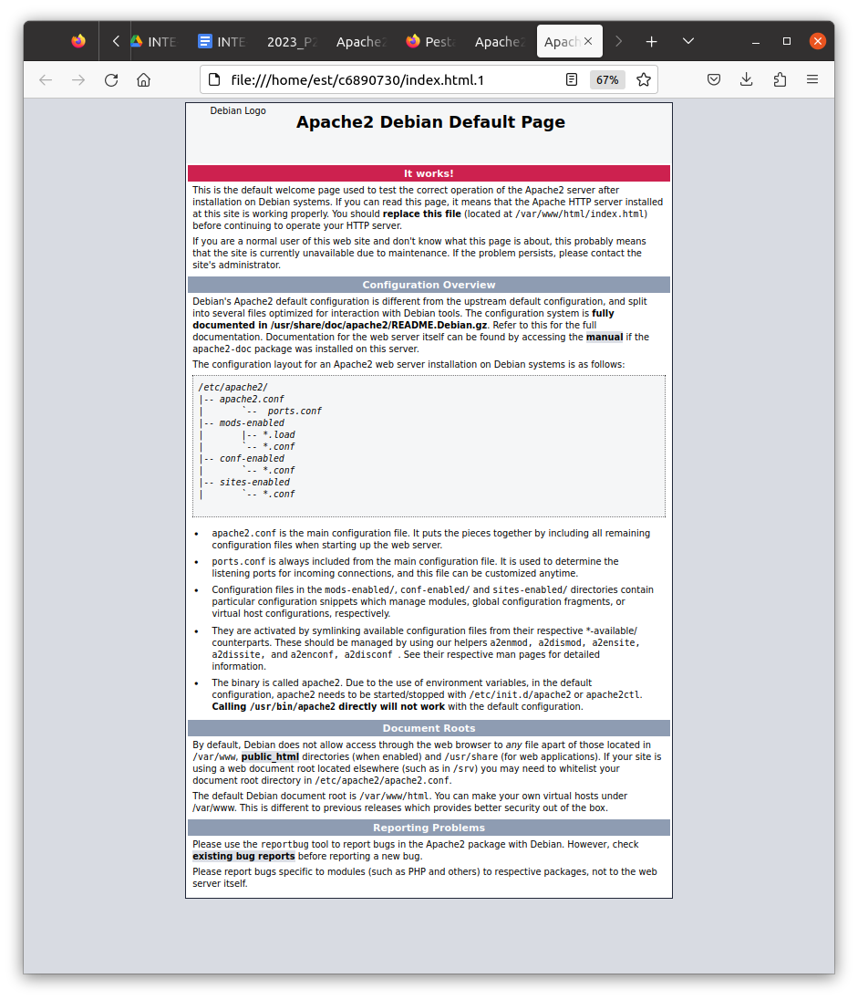 INTE
INTE
2023_P2
Apache2
Pesta
Apache2
Apach
file:///home/est/c6890730/index.html.1
67%
Debian Logo
Apache2 Debian Default Page
It works!
This is the default welcome page used to test the correct operation of the Apache2 server after
installation on Debian systems. If you can read this page, it means that the Apache HTTP server installed
at this site is working properly. You should replace this file (located at /var/www/html/index.html)
before continuing to operate your HTTP server.
If you are a normal user of this web site and don't know what this page is about, this probably means
that the site is currently unavailable due to maintenance. If the problem persists, please contact the
site's administrator.
Configuration Overview
Debian's Apache2 default configuration is different from the upstream default configuration, and split
into several files optimized for interaction with Debian tools. The configuration system is fully
documented in /usr/share/doc/apache2/README.Debian.gz. Refer to this for the full
documentation. Documentation for the web server itself can be found by accessing the manual if the
apache2-doc package was installed on this server.
The configuration layout for an Apache2 web server installation on Debian systems is as follows:
/etc/apache2/
|-- apache2.conf
|       `--  ports.conf
|-- mods-enabled
|       |-- *.load
|       `-- *.conf
|-- conf-enabled
|       `-- *.conf
|-- sites-enabled
|       `-- *.conf
• apache2.conf is the main configuration file. It puts the pieces together by including all remaining
configuration files when starting up the web server.
• ports.conf is always included from the main configuration file. It is used to determine the
listening ports for incoming connections, and this file can be customized anytime.
• Configuration files in the mods-enabled/, conf-enabled/ and sites-enabled/ directories contain
particular configuration snippets which manage modules, global configuration fragments, or
virtual host configurations, respectively.
• They are activated by symlinking available configuration files from their respective *-available/
counterparts. These should be managed by using our helpers a2enmod, a2dismod, a2ensite,
a2dissite, and a2enconf, a2disconf . See their respective man pages for detailed
information.
• The binary is called apache2. Due to the use of environment variables, in the default
configuration, apache2 needs to be started/stopped with /etc/init.d/apache2 or apache2ctl.
Calling /usr/bin/apache2 directly will not work with the default configuration.
Document Roots
By default, Debian does not allow access through the web browser to any file apart of those located in
/var/www, public_html directories (when enabled) and /usr/share (for web applications). If your site is
using a web document root located elsewhere (such as in /srv) you may need to whitelist your
document root directory in /etc/apache2/apache2.conf.
The default Debian document root is /var/www/html. You can make your own virtual hosts under
/var/www. This is different to previous releases which provides better security out of the box.
Reporting Problems
Please use the reportbug tool to report bugs in the Apache2 package with Debian. However, check
existing bug reports before reporting a new bug.
Please report bugs specific to modules (such as PHP and others) to respective packages, not to the web
server itself.